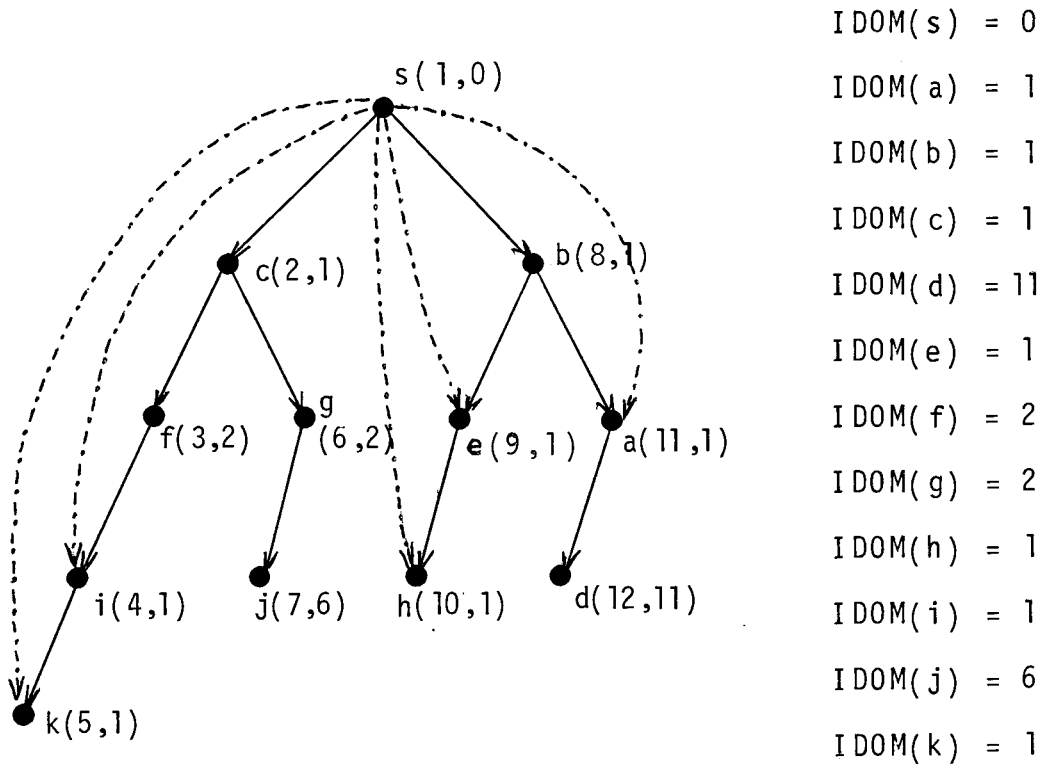 s(1,0)
c(2,1)
b(8,1)
f(3,2)
g
(6,2)
e(9,1)
a(11,1)
i(4,1)
j(7,6)
h(10,1)
d(12,11)
k(5,1)
IDOM(s) = 0
IDOM(a) = 1
IDOM(b) = 1
IDOM(c) = 1
IDOM(d) = 11
IDOM(e) = 1
IDOM(f) = 2
IDOM(g) = 2
IDOM(h) = 1
IDOM(i) = 1
IDOM(j) = 6
IDOM(k) = 1